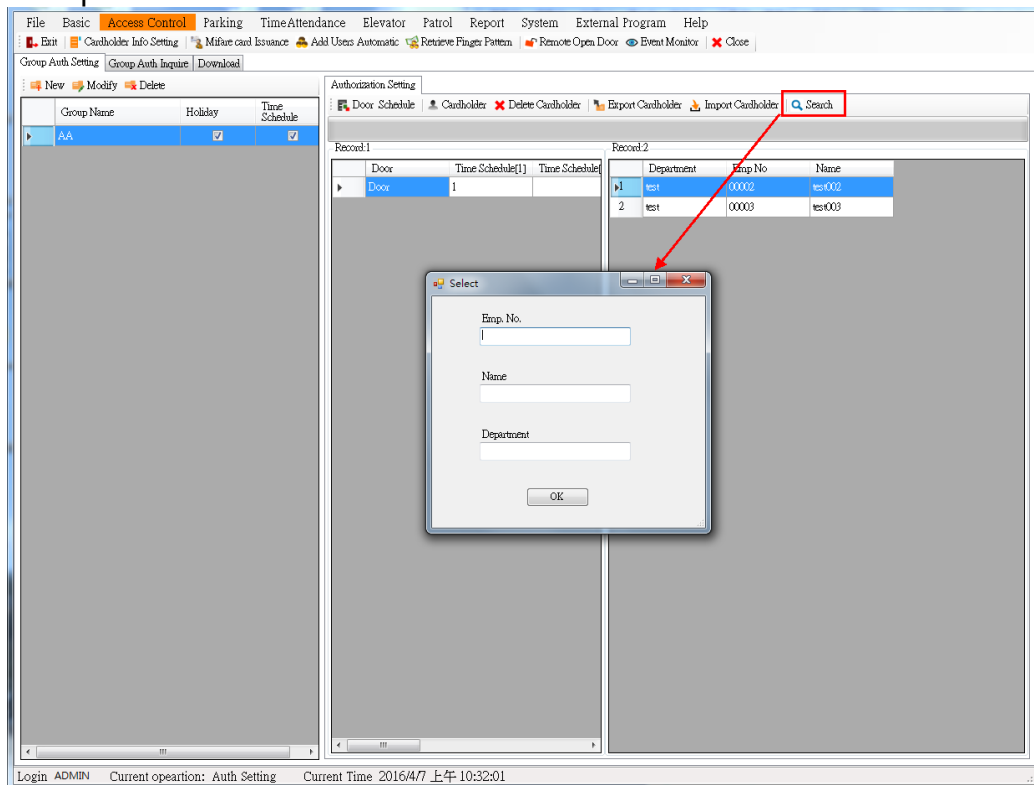 File Basic Access Control Parking TimeAttendance Elevator Patrol Report System External Program Help
Exit Cardholder Info Setting Mifare card Issuance Add Users Automatic Retrieve Finger Pattern Remote Open Door Event Monitor Close
Group Auth Setting Group Auth Inquire Download
New Modify Delete
Group Name Holiday Time Schedule
AA
Authorization Setting
Door Schedule Cardholder Delete Cardholder Export Cardholder Import Cardholder Search
Record:1
Door Time Schedule[1] Time Schedule[
Door 1
Record:2
Department Emp No Name
1 test 00002 test002
2 test 00003 test003
Select
Emp. No.
Name
Department
OK
Login ADMIN Current opeartion: Auth Setting Current Time 2016/4/7 上午 10:32:01